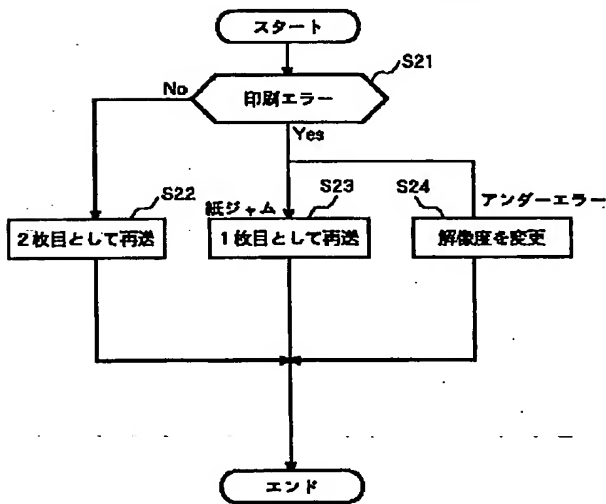 スタート
S21
印刷エラー
No
Yes
S22
紙ジャム
S23
S24
アンダーエラー
2枚目として再送
1枚目として再送
解像度を変更
エンド